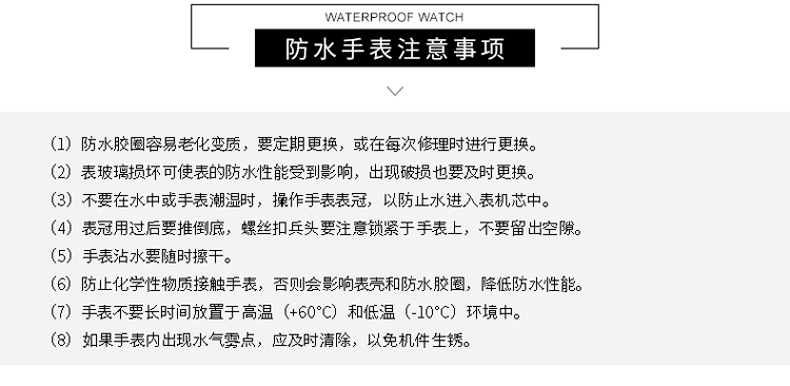 WATERPROOF WATCH
防水手表注意事项
（1）防水胶圈容易老化变质，要定期更换，或在每次修理时进行更换。
（2）表玻璃损坏可使表的防水性能受到影响，出现破损也要及时更换。
（3）不要在水中或手表潮湿时，操作手表表冠，以防止水进入表机芯中。
（4）表冠用过后要推倒底，螺丝扣兵头要注意锁紧于手表上，不要留出空隙。
（5）手表沾水要随时擦干。
（6）防止化学性物质接触手表，否则会影响表壳和防水胶圈，降低防水性能。
（7）手表不要长时间放置于高温（+60°C）和低温（-10°C）环境中。
（8）如果手表内出现水气雾点，应及时清除，以免机件生锈。